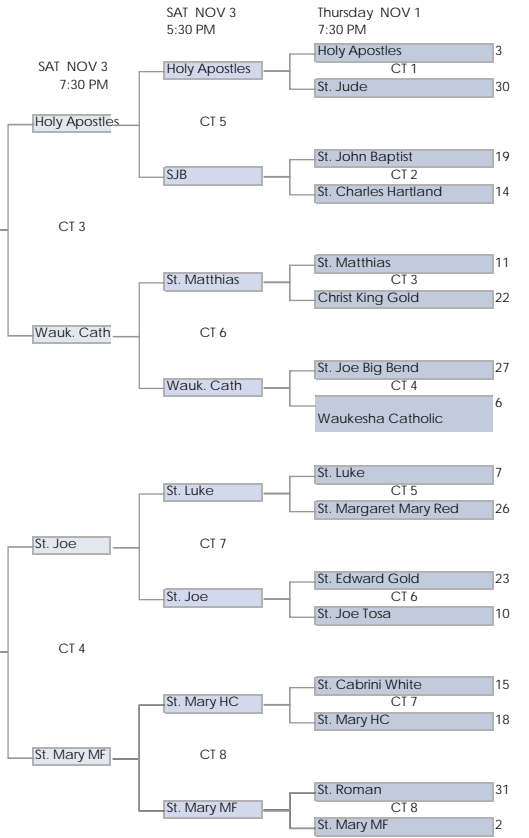 SAT NOV 3
7:30 PM
Holy Apostles
CT 3
Wauk. Cath
St. Joe
CT 4
St. Mary MF
SAT NOV 3
5:30 PM
Holy Apostles
CT 5
SJB
St. Matthias
CT 6
Wauk. Cath
St. Luke
CT 7
St. Joe
St. Mary HC
CT 8
St. Mary MF
Thursday NOV 1
7:30 PM
Holy Apostles 3
CT 1
St. Jude 30
St. John Baptist 19
CT 2
St. Charles Hartland 14
St. Matthias 11
CT 3
Christ King Gold 22
St. Joe Big Bend 27
CT 4
6
Waukesha Catholic
St. Luke 7
CT 5
St. Margaret Mary Red 26
St. Edward Gold 23
CT 6
St. Joe Tosa 10
St. Cabrini White 15
CT 7
St. Mary HC 18
St. Roman 31
CT 8
St. Mary MF 2